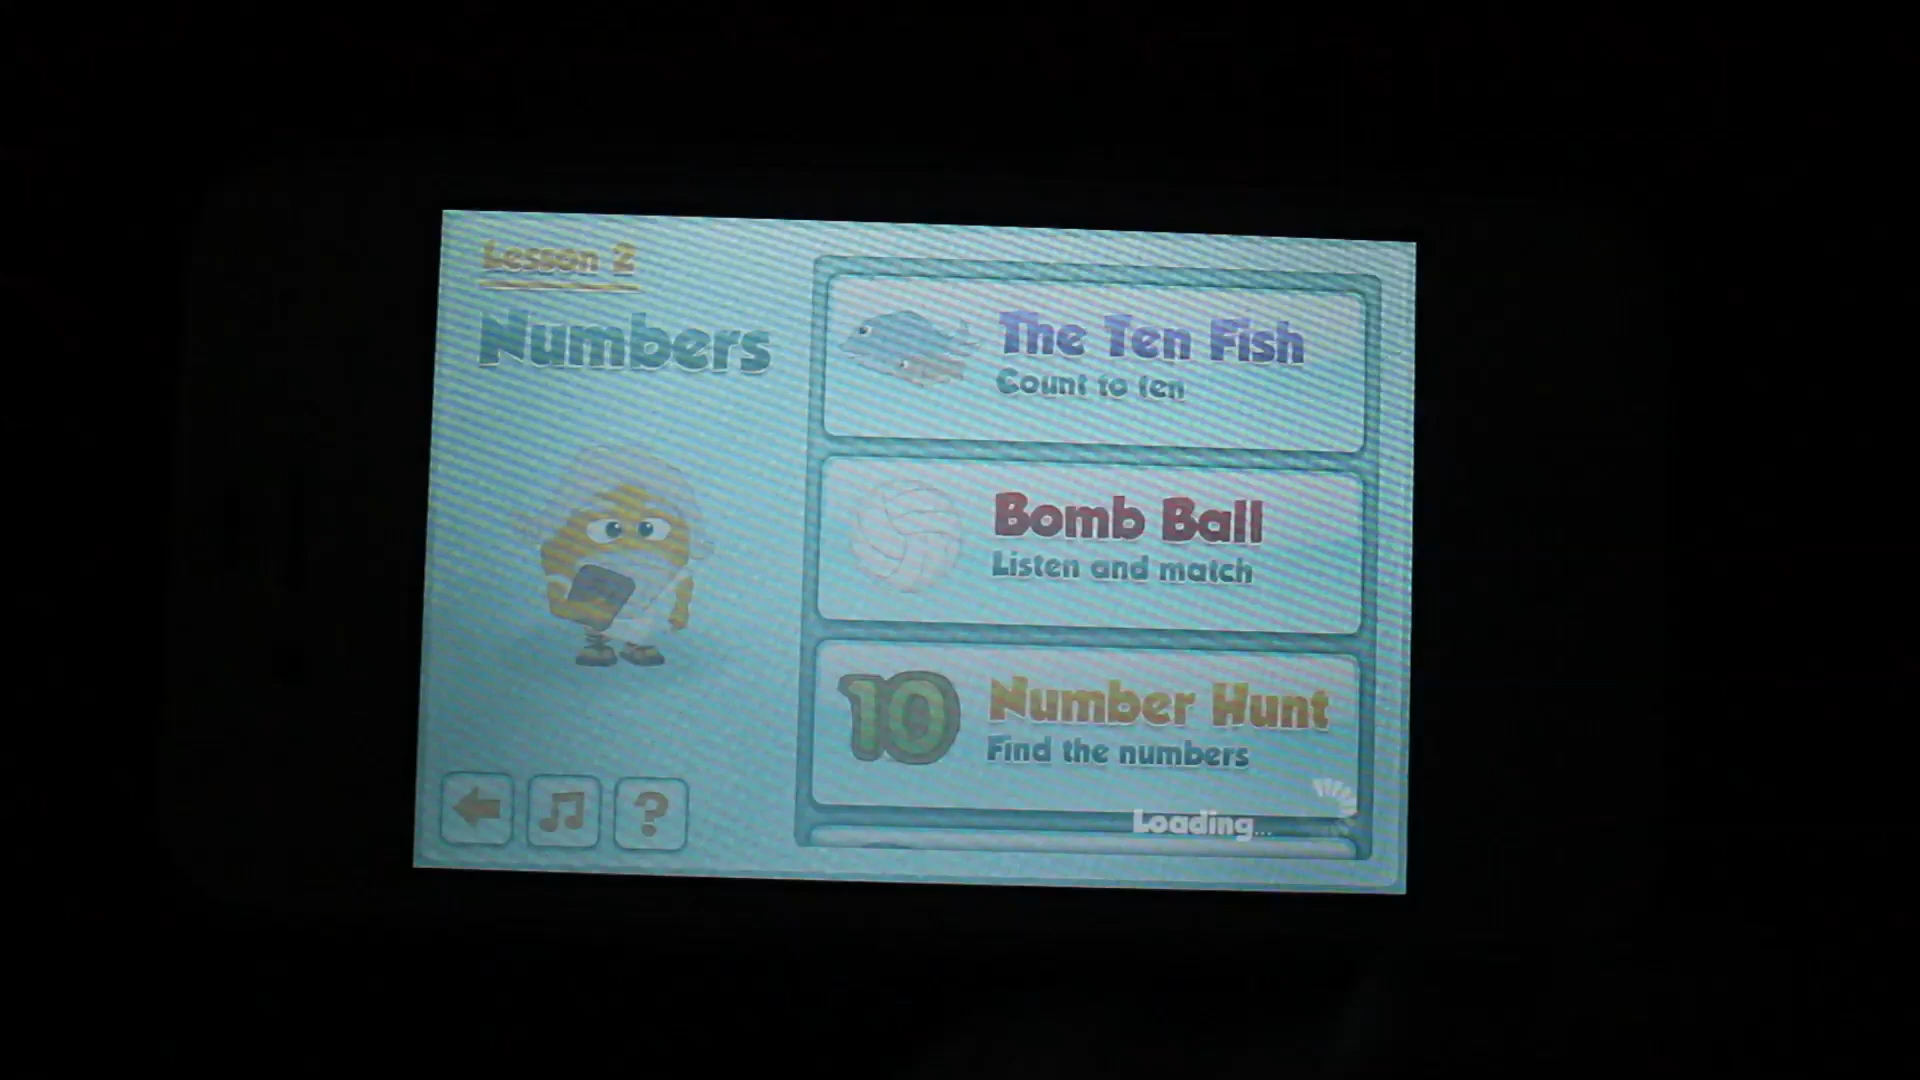 Lesson 2
Numbers
The Ten Fish
Count to ten
Bomb Ball
Listen and match
10
Number Hunt
Find the numbers
Loading...
?